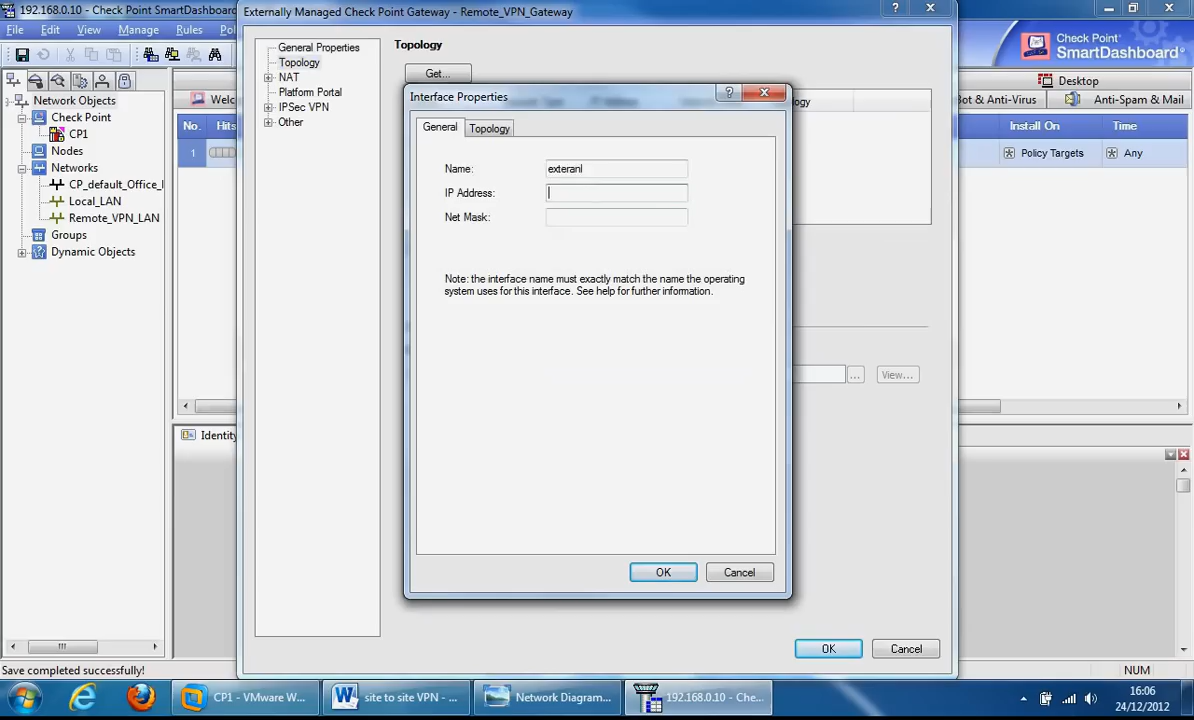 192.168.0.10 - Check Point SmartDashboard
Externally Managed Check Point Gateway - Remote_VPN_Gateway
File Edit View Manage Rules Pol
Check Point
SmartDashboard
General Properties
Topology
NAT
Platform Portal
IPSec VPN
Other
Topology
Get...
Interface Properties
General Topology
Name: exteranl
IP Address:
Net Mask:
Note: the interface name must exactly match the name the operating
system uses for this interface. See help for further information.
OK Cancel
... View...
OK Cancel
Network Objects
Check Point
CP1
Nodes
Networks
CP_default_Office_
Local_LAN
Remote_VPN_LAN
Groups
Dynamic Objects
Welc
No. Hits
1
Desktop
Bot & Anti-Virus Anti-Spam & Mail
Install On Time
Policy Targets Any
Identity
Save completed successfully!
NUM
CP1 - VMware W...
site to site VPN - ...
Network Diagram...
192.168.0.10 - Che...
16:06
24/12/2012